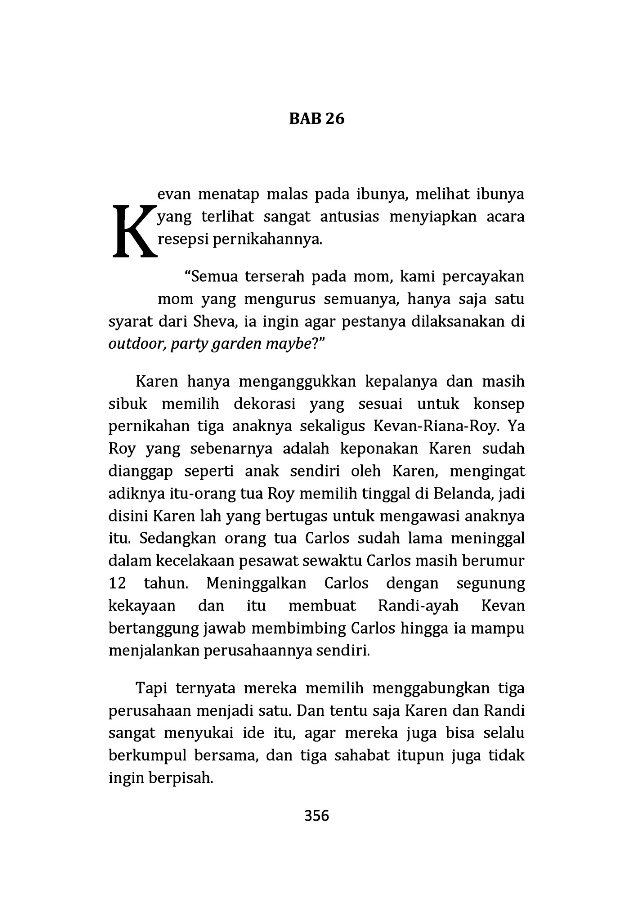 BAB 26
Kevan menatap malas pada ibunya, melihat ibunya
yang terlihat sangat antusias menyiapkan acara
resepsi pernikahannya.
“Semua terserah pada mom, kami percayakan
mom yang mengurus semuanya, hanya saja satu
syarat dari Sheva, ia ingin agar pestanya dilaksanakan di
outdoor, party garden maybe?”
Karen hanya menganggukkan kepalanya dan masih
sibuk memilih dekorasi yang sesuai untuk konsep
pernikahan tiga anaknya sekaligus Kevan-Riana-Roy. Ya
Roy yang sebenarnya adalah keponakan Karen sudah
dianggap seperti anak sendiri oleh Karen, mengingat
adiknya itu-orang tua Roy memilih tinggal di Belanda, jadi
disini Karen lah yang bertugas untuk mengawasi anaknya
itu. Sedangkan orang tua Carlos sudah lama meninggal
dalam kecelakaan pesawat sewaktu Carlos masih berumur
12 tahun. Meninggalkan Carlos dengan segunung
kekayaan dan itu membuat Randi-ayah Kevan
bertanggung jawab membimbing Carlos hingga ia mampu
menjalankan perusahaannya sendiri.
Tapi ternyata mereka memilih menggabungkan tiga
perusahaan menjadi satu. Dan tentu saja Karen dan Randi
sangat menyukai ide itu, agar mereka juga bisa selalu
berkumpul bersama, dan tiga sahabat itupun juga tidak
ingin berpisah.
356